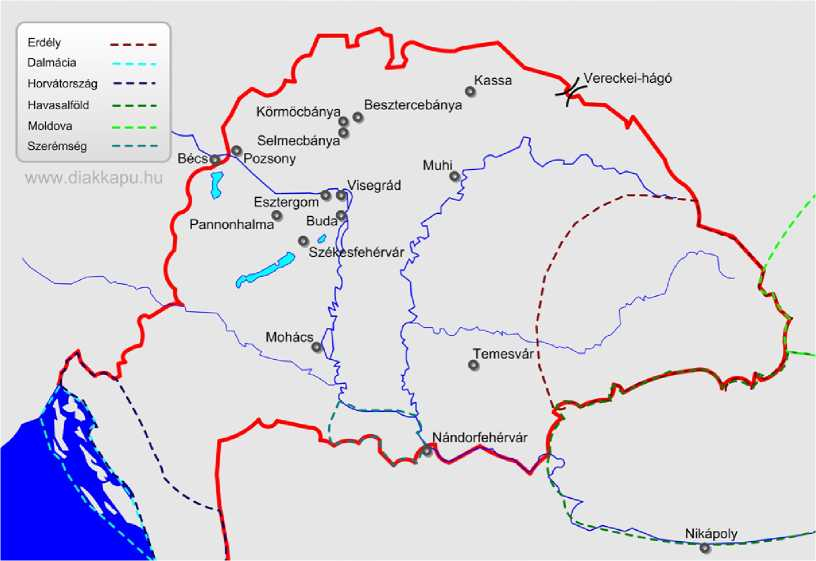 Erdély
Dalmácia
Horvátország
Havasalföld
Moldova
Szerémség
www.diakkapu.hu
Kassa
Vereckei-hágó
Körmöcbánya
Besztercebánya
Selmecbánya
Bécs
Pozsony
Muhi
Visegrád
Esztergom
Pannonhalma
Buda
Székesfehérvár
Mohács
Temesvár
Nándorfehérvár
Nikápoly